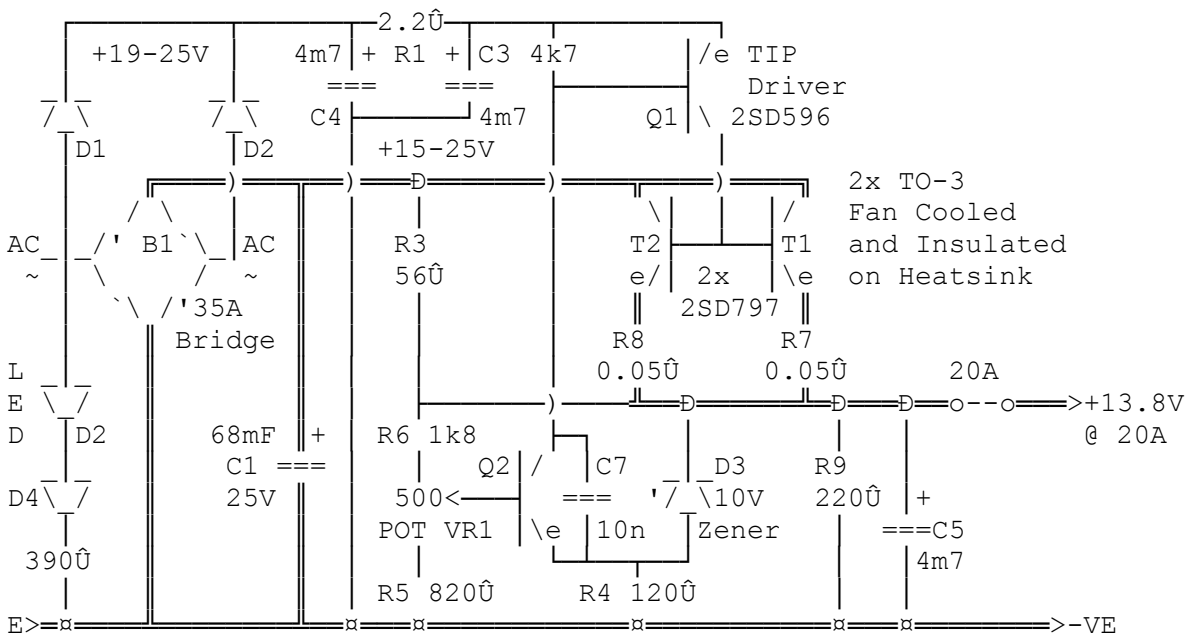 2.2Û
+19-25V 4m7 + R1 + C3 4k7 /e TIP
=== === Driver
C4 4m7 Q1 \ 2SD596
D1 D2 +15-25V
) ) Ð ) ) 2x TO-3
Fan Cooled
AC B1 AC R3 T2 T1 and Insulated
~ ~ 56Û e/ 2x \e on Heatsink
35A 2SD797
Bridge R8 R7
L 0.05Û 0.05Û 20A
E ) Ð Ð Ð o--o >+13.8V
D D2 68mF + R6 1k8 @ 20A
C1 === Q2 / C7 D3 R9
D4 25V 500< === 10V 220Û +
POT VR1 \e 10n Zener ===C5
390Û 4m7
R5 820Û R4 120Û
E> ¤ ¤ ¤ ¤ ¤ ¤ >-VE